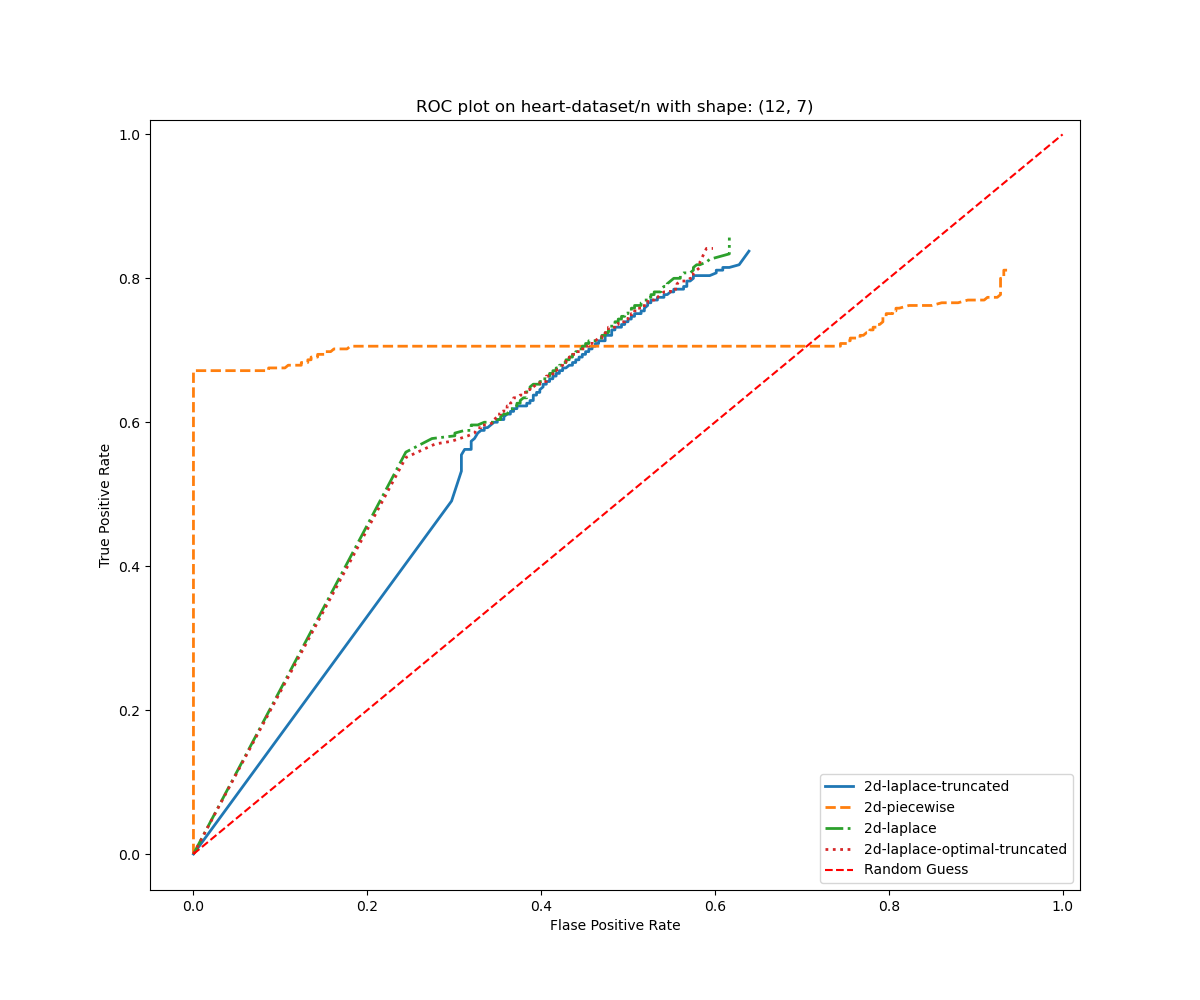 ROC plot on heart-dataset/n with shape: (12, 7)
1.0
0.8
0.6
0.4
0.2
0.0
True Positive Rate
0.0 0.2 0.4 0.6 0.8 1.0
Flase Positive Rate
2d-laplace-truncated
2d-piecewise
2d-laplace
2d-laplace-optimal-truncated
Random Guess